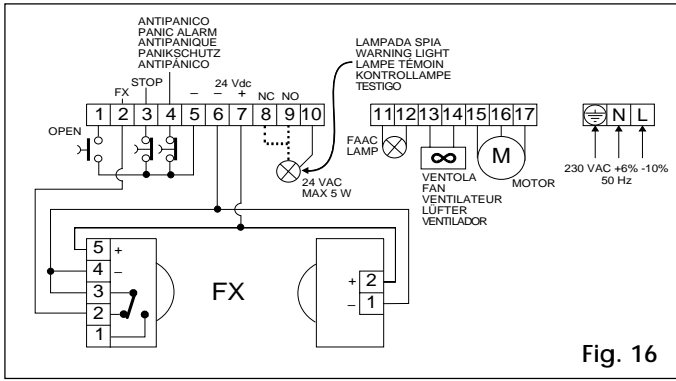 ANTIPANICO
PANIC ALARM
ANTIPANIQUE
PANIKSCHUTZ
ANTIPÁNICO
STOP
FX
– – 24 Vdc +
NC NO
1 2 3 4 5 6 7 8 9 10
OPEN
LAMPADA SPIA
WARNING LIGHT
LAMPE TÉMOIN
KONTROLLAMPE
TESTIGO
24 VAC
MAX 5 W
11 12 13 14 15 16 17
FAAC
LAMP
VENTOLA
FAN
VENTILATEUR
LÜFTER
VENTILADOR
M
MOTOR
N L
230 VAC +6% -10%
50 Hz
5 +
4 –
3
2
1
FX
+ 2
– 1
Fig. 16